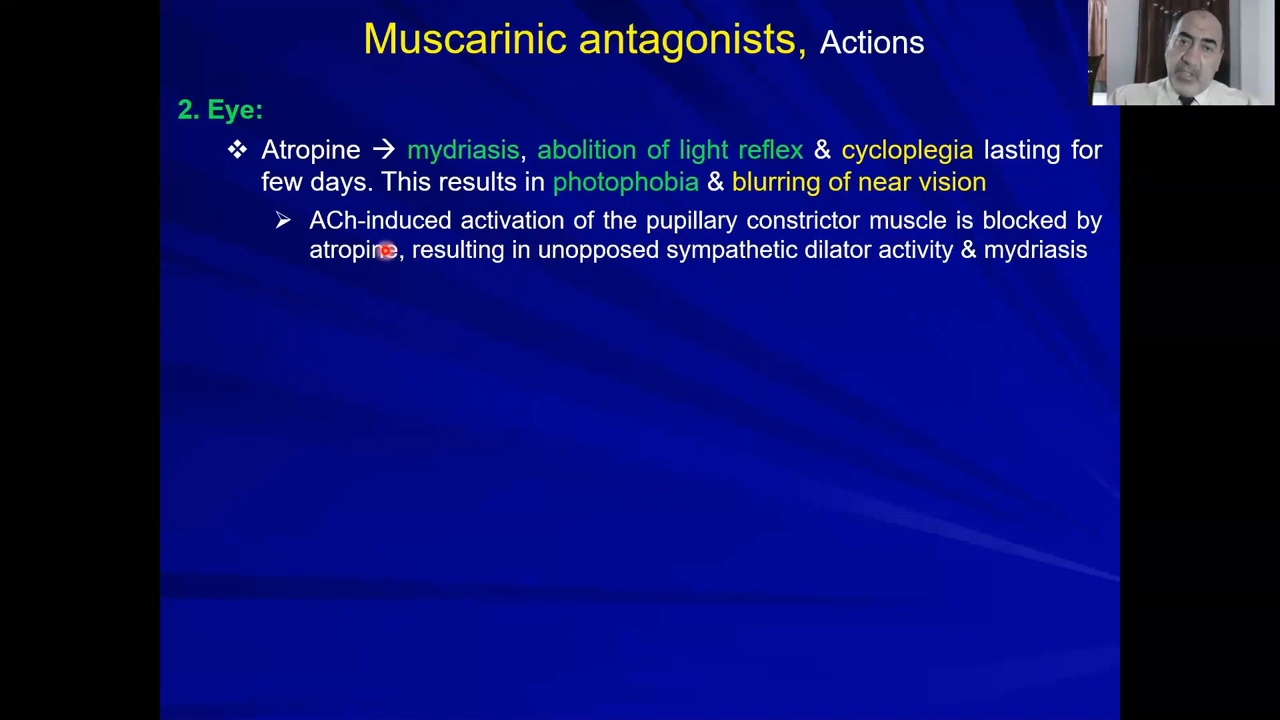 Muscarinic antagonists, Actions
2. Eye:
❖ Atropine → mydriasis, abolition of light reflex & cycloplegia lasting for
few days. This results in photophobia & blurring of near vision
➢ ACh-induced activation of the pupillary constrictor muscle is blocked by
atropine, resulting in unopposed sympathetic dilator activity & mydriasis